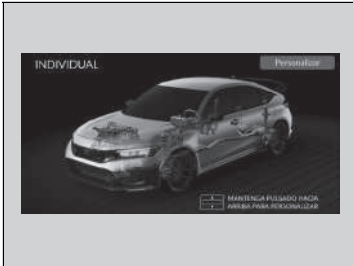 INDIVIDUAL
Personalizar
MANTENGA PULSADO HACIA
ARRIBA PARA PERSONALIZAR